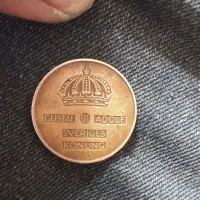 GUSTAF VI ADOLF
SVERIGES
KONUNG